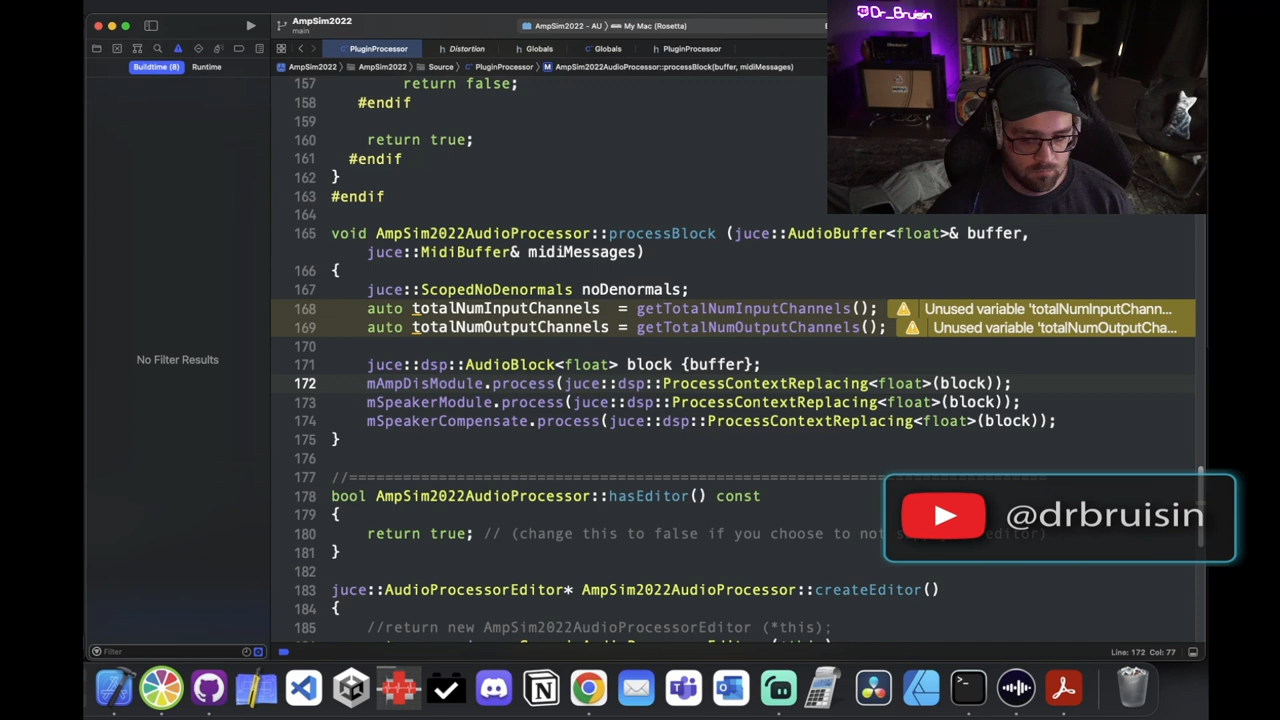 AmpSim2022
main
AmpSim2022 - AU
My Mac (Rosetta)
@Dr_Bruisin
PluginProcessor
Distortion
Globals
Globals
PluginProcessor
Buildtime (8)
Runtime
AmpSim2022
AmpSim2022
Source
PluginProcessor
M
AmpSim2022AudioProcessor::processBlock(buffer, midiMessages)
157 return false;
158 #endif
159
160 return true;
161 #endif
162 }
163 #endif
164
165 void AmpSim2022AudioProcessor::processBlock (juce::AudioBuffer<float>& buffer,
juce::MidiBuffer& midiMessages)
166 {
167 juce::ScopedNoDenormals noDenormals;
168 auto totalNumInputChannels  = getTotalNumInputChannels(); Unused variable 'totalNumInputChann...
169 auto totalNumOutputChannels = getTotalNumOutputChannels(); Unused variable 'totalNumOutputCha...
170
171 juce::dsp::AudioBlock<float> block {buffer};
172 mAmpDisModule.process(juce::dsp::ProcessContextReplacing<float>(block));
173 mSpeakerModule.process(juce::dsp::ProcessContextReplacing<float>(block));
174 mSpeakerCompensate.process(juce::dsp::ProcessContextReplacing<float>(block));
175 }
176
177 //==============================================================================
178 bool AmpSim2022AudioProcessor::hasEditor() const
179 {
180 return true; // (change this to false if you choose to not
181 }
182
183 juce::AudioProcessorEditor* AmpSim2022AudioProcessor::createEditor()
184 {
185 //return new AmpSim2022AudioProcessorEditor (*this);
No Filter Results
@drbruisin
Filter
Line: 172 Col: 77